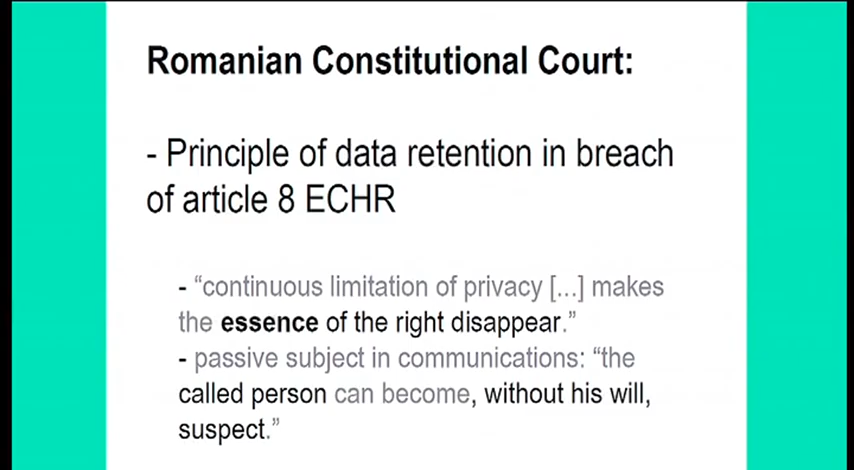 Romanian Constitutional Court:
- Principle of data retention in breach
of article 8 ECHR
- “continuous limitation of privacy [...] makes
the essence of the right disappear.”
- passive subject in communications: “the
called person can become, without his will,
suspect.”